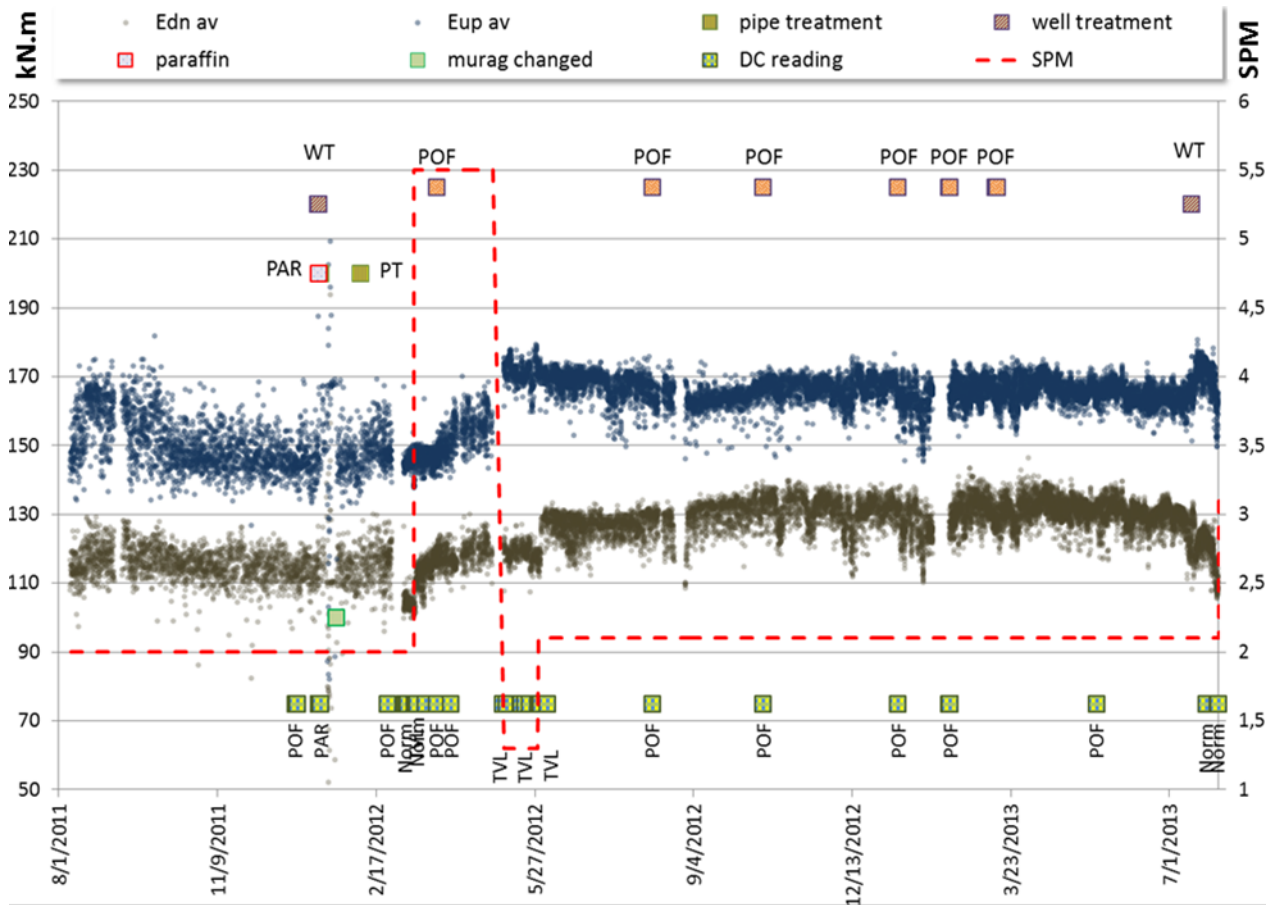 kN.m
SPM
Edn av
Eup av
pipe treatment
well treatment
paraffin
murag changed
DC reading
SPM
250
230
210
190
170
150
130
110
90
70
50
6
5,5
5
4,5
4
3,5
3
2,5
2
1,5
1
WT
POF
POF
POF
POF
POF
POF
WT
PAR
PT
POF
PAR
POF
Norm
Norm
POF
POF
TVL
TVL
TVL
POF
POF
POF
POF
POF
Norm
Norm
8/1/2011
11/9/2011
2/17/2012
5/27/2012
9/4/2012
12/13/2012
3/23/2013
7/1/2013